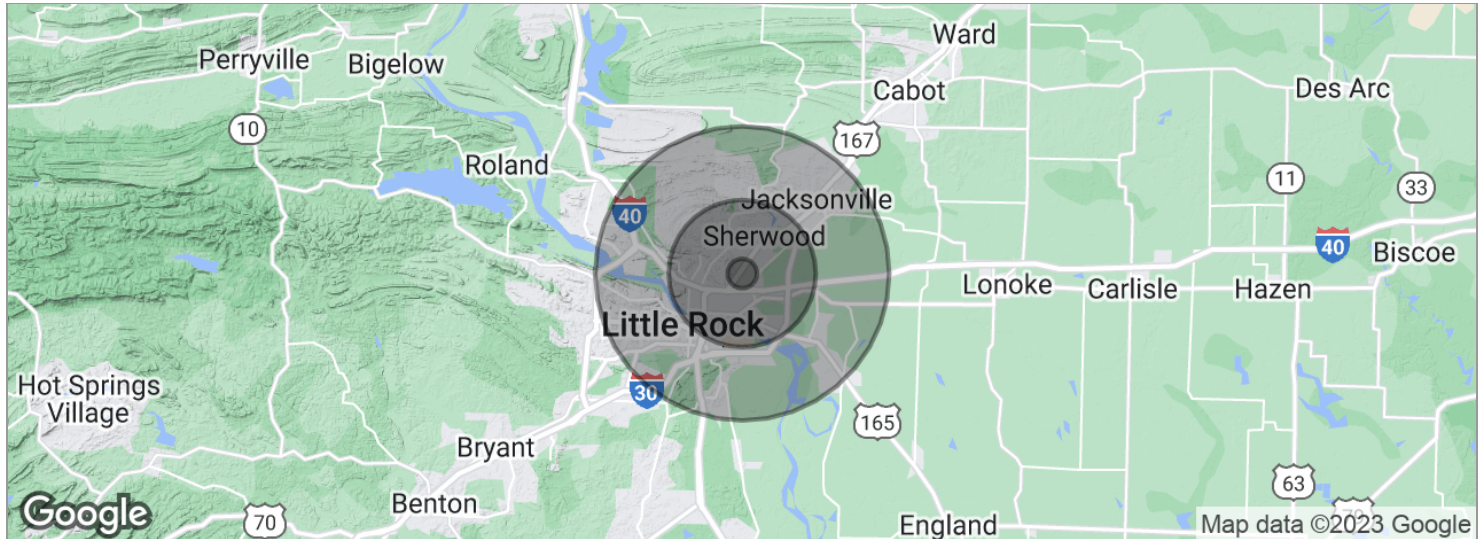 Ward
Perryville
Bigelow
Cabot
Des Arc
10
167
Roland
11
33
Jacksonville
40
Sherwood
40
Biscoe
Lonoke
Carlisle
Hazen
Little Rock
Hot Springs
Village
30
165
Bryant
63
Benton
Google
70
England
Map data ©2023 Google